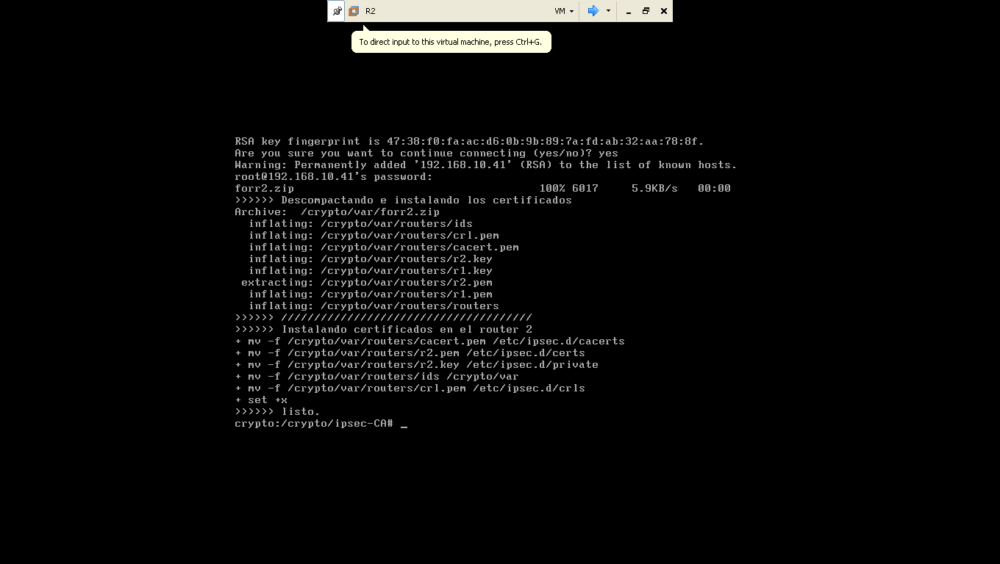 R2 VM
To direct input to this virtual machine, press Ctrl+G.
RSA key fingerprint is 47:38:f0:fa:ac:d6:0b:9b:89:7a:fd:ab:32:aa:78:8f.
Are you sure you want to continue connecting (yes/no)? yes
Warning: Permanently added '192.168.10.41' (RSA) to the list of known hosts.
root@192.168.10.41's password:
forr2.zip 100% 6017 5.9KB/s 00:00
>>>>>> Descompactando e instalando los certificados
Archive: /crypto/var/forr2.zip
inflating: /crypto/var/routers/ids
inflating: /crypto/var/routers/crl.pem
inflating: /crypto/var/routers/cacert.pem
inflating: /crypto/var/routers/r2.key
inflating: /crypto/var/routers/r1.key
extracting: /crypto/var/routers/r2.pem
inflating: /crypto/var/routers/r1.pem
inflating: /crypto/var/routers/routers
>>>>>> //////////////////////////////////////
>>>>>> Instalando certificados en el router 2
+ mv -f /crypto/var/routers/cacert.pem /etc/ipsec.d/cacerts
+ mv -f /crypto/var/routers/r2.pem /etc/ipsec.d/certs
+ mv -f /crypto/var/routers/r2.key /etc/ipsec.d/private
+ mv -f /crypto/var/routers/ids /crypto/var
+ mv -f /crypto/var/routers/crl.pem /etc/ipsec.d/crls
+ set +x
>>>>>> listo.
crypto:/crypto/ipsec-CA# _